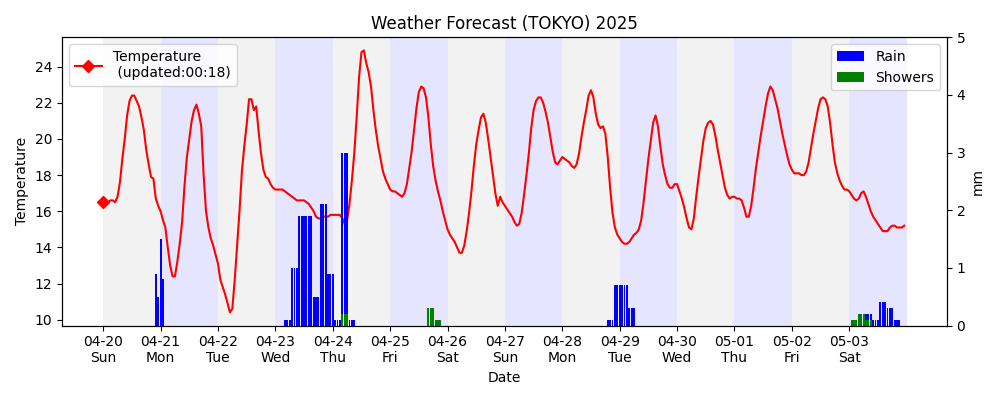 Weather Forecast (TOKYO) 2025
Temperature
(updated:00:18)
Rain
Showers
Temperature
24
22
20
18
16
14
12
10
5
4
3
2
1
0
mm
04-20 04-21 04-22 04-23 04-24 04-25 04-26 04-27 04-28 04-29 04-30 05-01 05-02 05-03
Sun Mon Tue Wed Thu Fri Sat Sun Mon Tue Wed Thu Fri Sat
Date